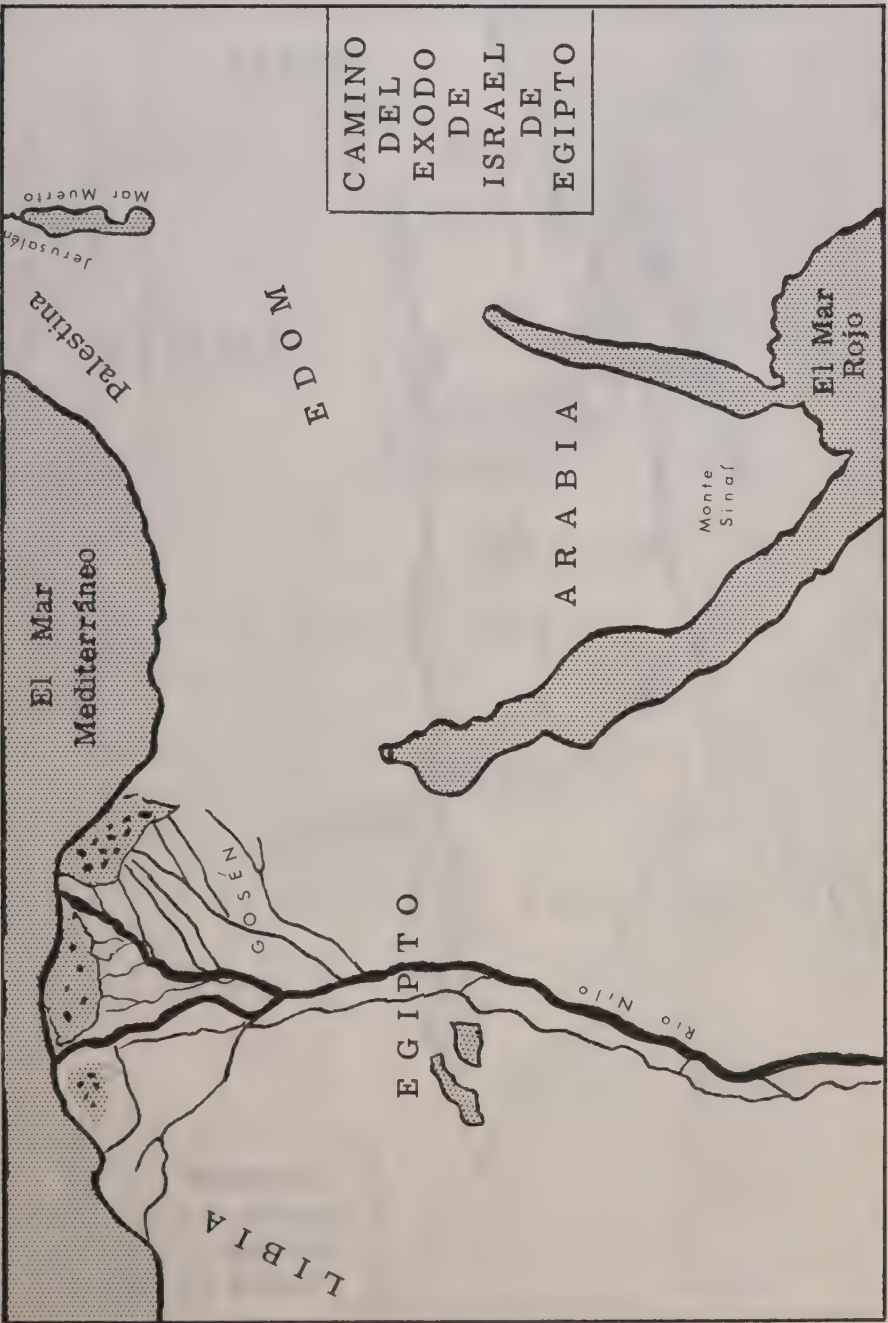 CAMINO
DEL
EXODO
DE
ISRAEL
DE
EGIPTO
El Mar
Mediterráneo
Palestina
Jerusalén
Mar Muerto
EDOM
ARABIA
Monte
Sinaí
El Mar
Rojo
GOSÉN
EGIPTO
Rio Nilo
LIBIA